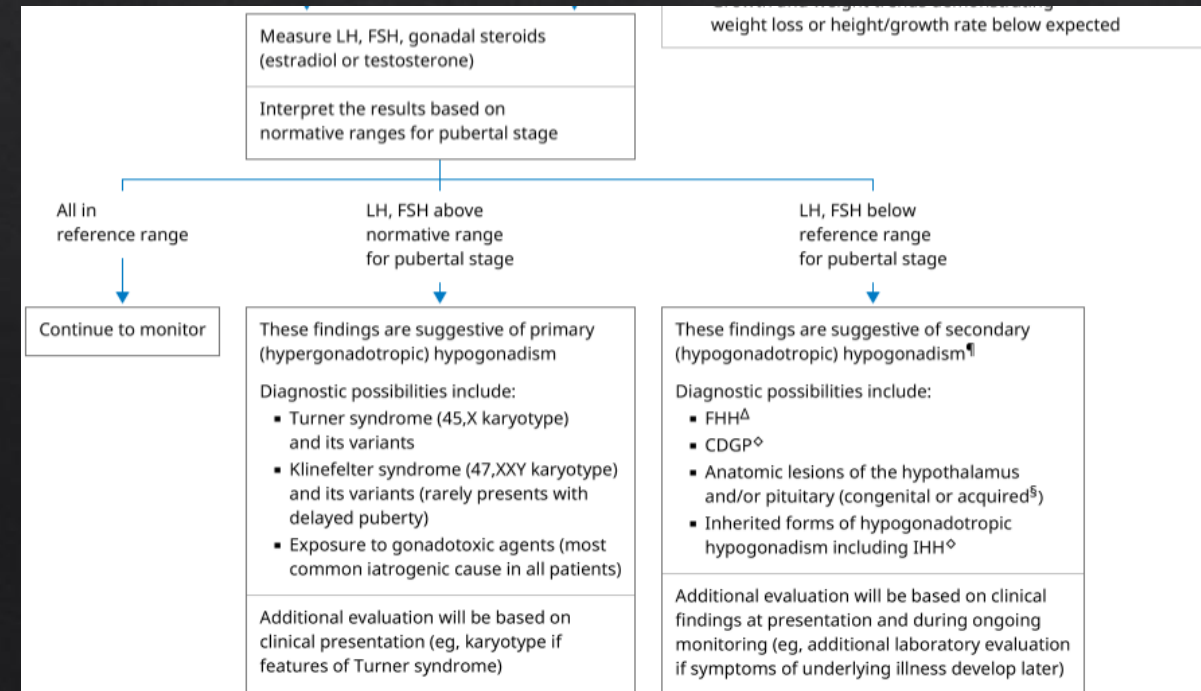 weight loss or height/growth rate below expected
Measure LH, FSH, gonadal steroids
(estradiol or testosterone)
Interpret the results based on
normative ranges for pubertal stage
All in
reference range
LH, FSH above
normative range
for pubertal stage
LH, FSH below
reference range
for pubertal stage
Continue to monitor
These findings are suggestive of primary
(hypergonadotropic) hypogonadism
Diagnostic possibilities include:
▪ Turner syndrome (45,X karyotype)
and its variants
▪ Klinefelter syndrome (47,XXY karyotype)
and its variants (rarely presents with
delayed puberty)
▪ Exposure to gonadotoxic agents (most
common iatrogenic cause in all patients)
Additional evaluation will be based on
clinical presentation (eg, karyotype if
features of Turner syndrome)
These findings are suggestive of secondary
(hypogonadotropic) hypogonadism¶
Diagnostic possibilities include:
▪ FHHΔ
▪ CDGP◊
▪ Anatomic lesions of the hypothalamus
and/or pituitary (congenital or acquired§)
▪ Inherited forms of hypogonadotropic
hypogonadism including IHH◊
Additional evaluation will be based on clinical
findings at presentation and during ongoing
monitoring (eg, additional laboratory evaluation
if symptoms of underlying illness develop later)